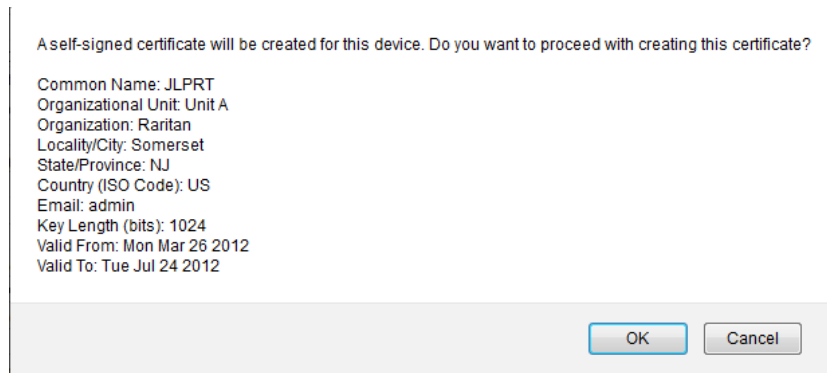 A self-signed certificate will be created for this device. Do you want to proceed with creating this certificate?
Common Name: JLPRT
Organizational Unit: Unit A
Organization: Raritan
Locality/City: Somerset
State/Province: NJ
Country (ISO Code): US
Email: admin
Key Length (bits): 1024
Valid From: Mon Mar 26 2012
Valid To: Tue Jul 24 2012
OK Cancel